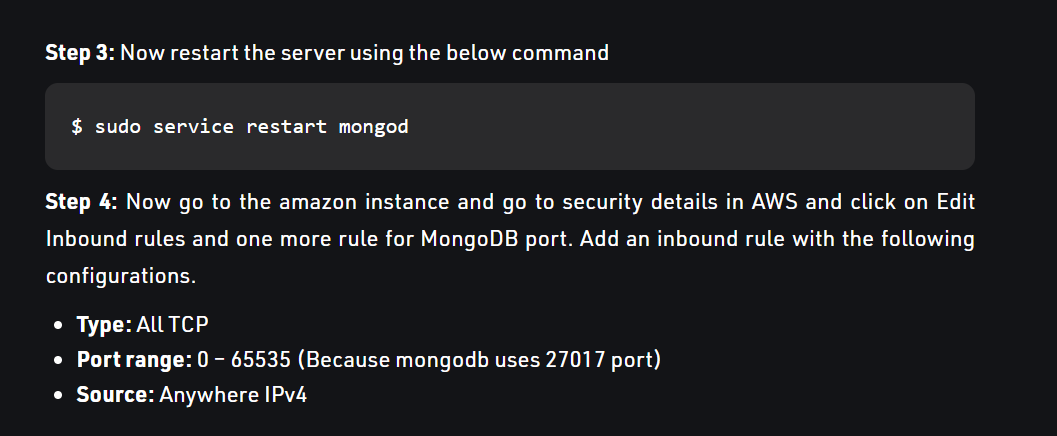 Step 3: Now restart the server using the below command
$ sudo service restart mongod
Step 4: Now go to the amazon instance and go to security details in AWS and click on Edit
Inbound rules and one more rule for MongoDB port. Add an inbound rule with the following
configurations.
• Type: All TCP
• Port range: 0 – 65535 (Because mongodb uses 27017 port)
• Source: Anywhere IPv4